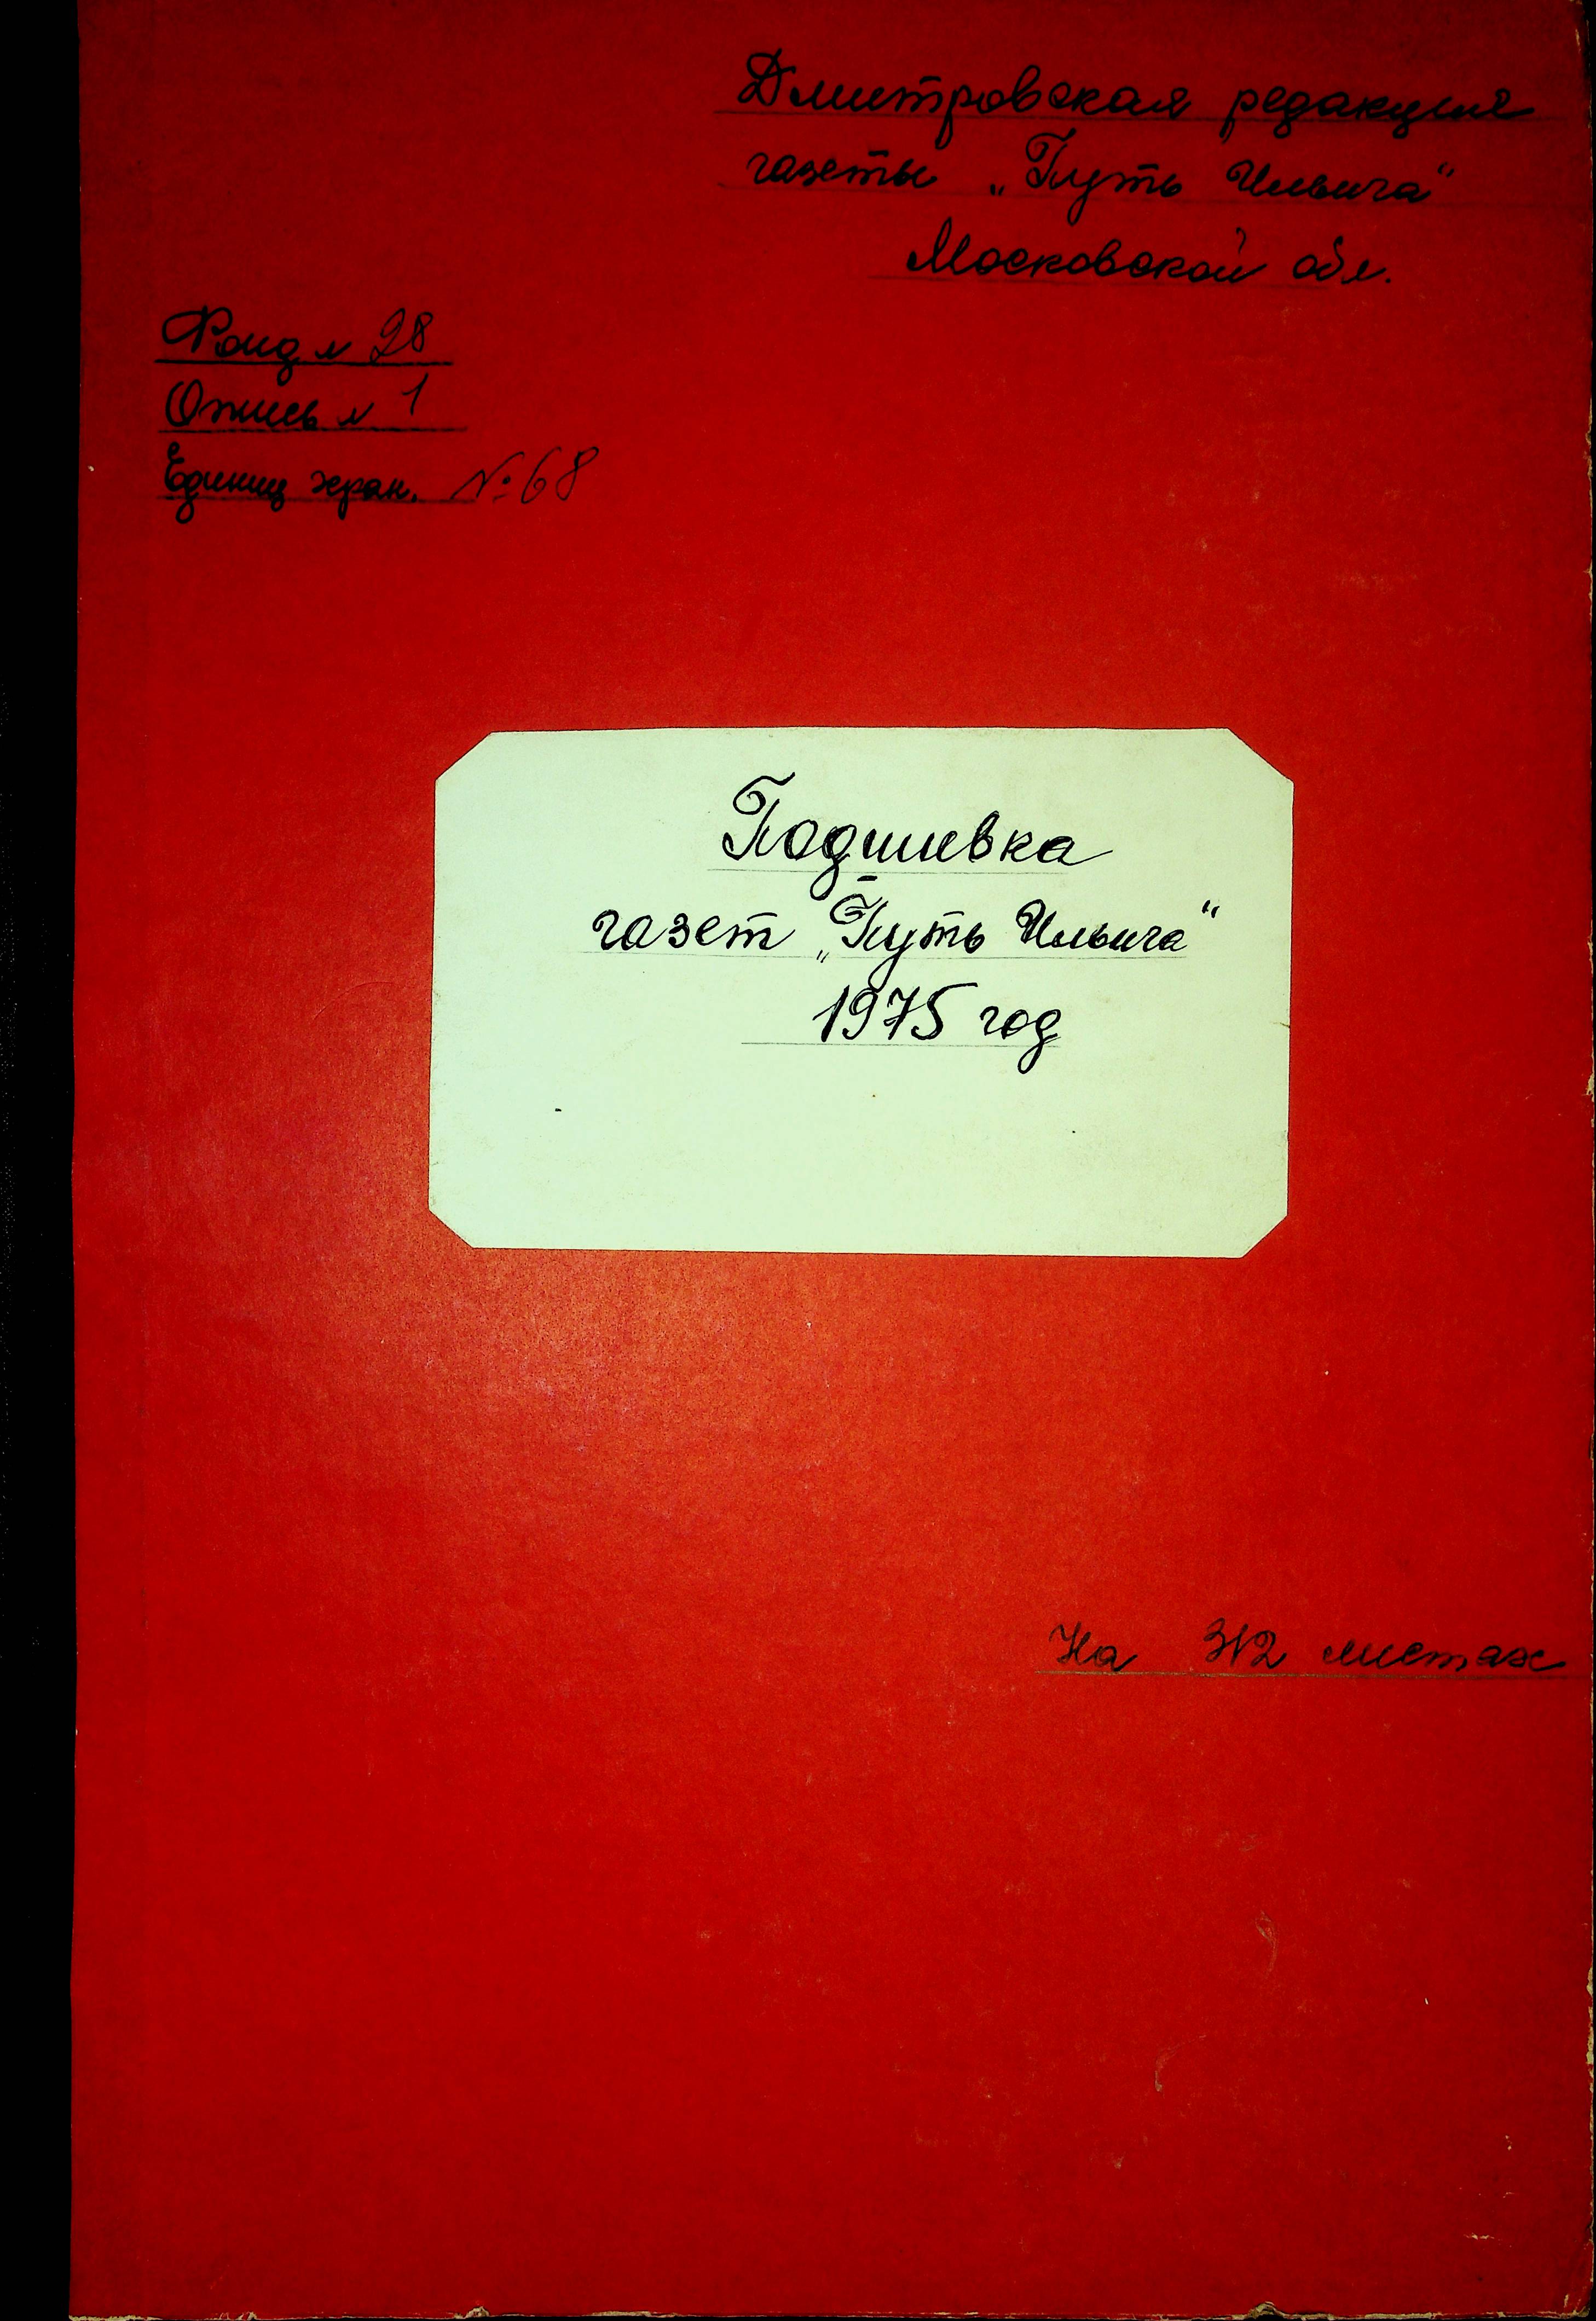 Дмитровская редакция
газеты „Путь Ильича“
Московской обл.
Фонд № 28
Опись № 1
Единиц хран. № 68
Подшивка
газет „Путь Ильича“
1975 год
На 312 листах